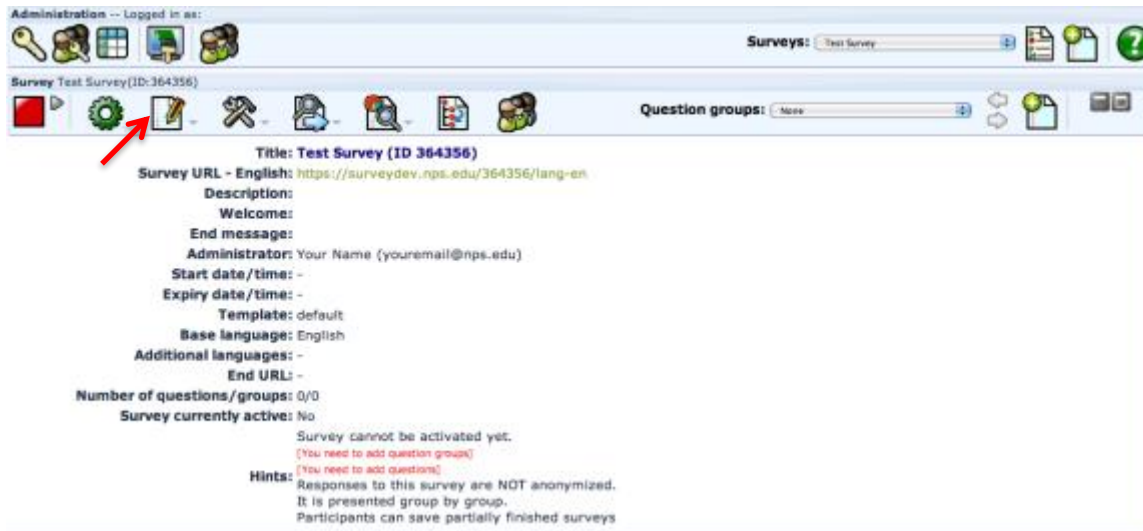 Administration -- Logged in as:
Surveys: Test Survey
Survey Test Survey(ID:364356)
Question groups: None
Title: Test Survey (ID 364356)
Survey URL - English: https://surveydev.nps.edu/364356/lang-en
Description:
Welcome:
End message:
Administrator: Your Name (youremail@nps.edu)
Start date/time: -
Expiry date/time: -
Template: default
Base language: English
Additional languages: -
End URL: -
Number of questions/groups: 0/0
Survey currently active: No
Survey cannot be activated yet.
[You need to add question groups]
Hints: [You need to add questions]
Responses to this survey are NOT anonymized.
It is presented group by group.
Participants can save partially finished surveys